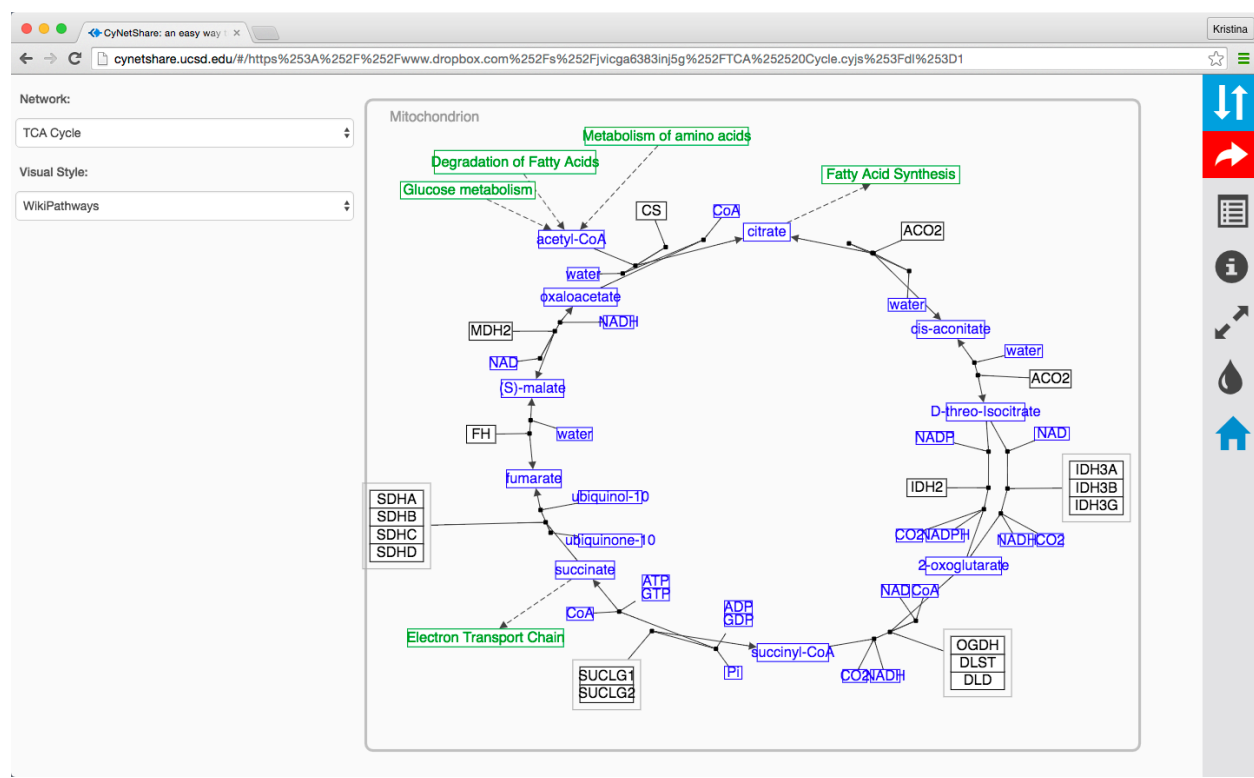 CyNetShare: an easy way t
Kristina
cynetshare.ucsd.edu/#/https%253A%252F%252Fwww.dropbox.com%252Fs%252Fjvicga6383inj5g%252FTCA%252520Cycle.cyjs%253Fdl%253D1
Network:
TCA Cycle
Visual Style:
WikiPathways
Mitochondrion
Metabolism of amino acids
Degradation of Fatty Acids
Glucose metabolism
Fatty Acid Synthesis
CS
CoA
acetyl-CoA
citrate
ACO2
water
oxaloacetate
water
MDH2
NADH
dis-aconitate
NAD
water
(S)-malate
ACO2
D-threo-Isocitrate
FH
water
NADP
NAD
fumarate
IDH3A
IDH3B
IDH3G
IDH2
SDHA
SDHB
SDHC
SDHD
ubiquinol-10
ubiquinone-10
CO2
NADPH
NADH
CO2
succinate
2-oxoglutarate
ATP
GTP
NAD
CoA
CoA
ADP
GDP
Electron Transport Chain
succinyl-CoA
OGDH
DLST
DLD
SUCLG1
SUCLG2
Pi
CO2
NADH